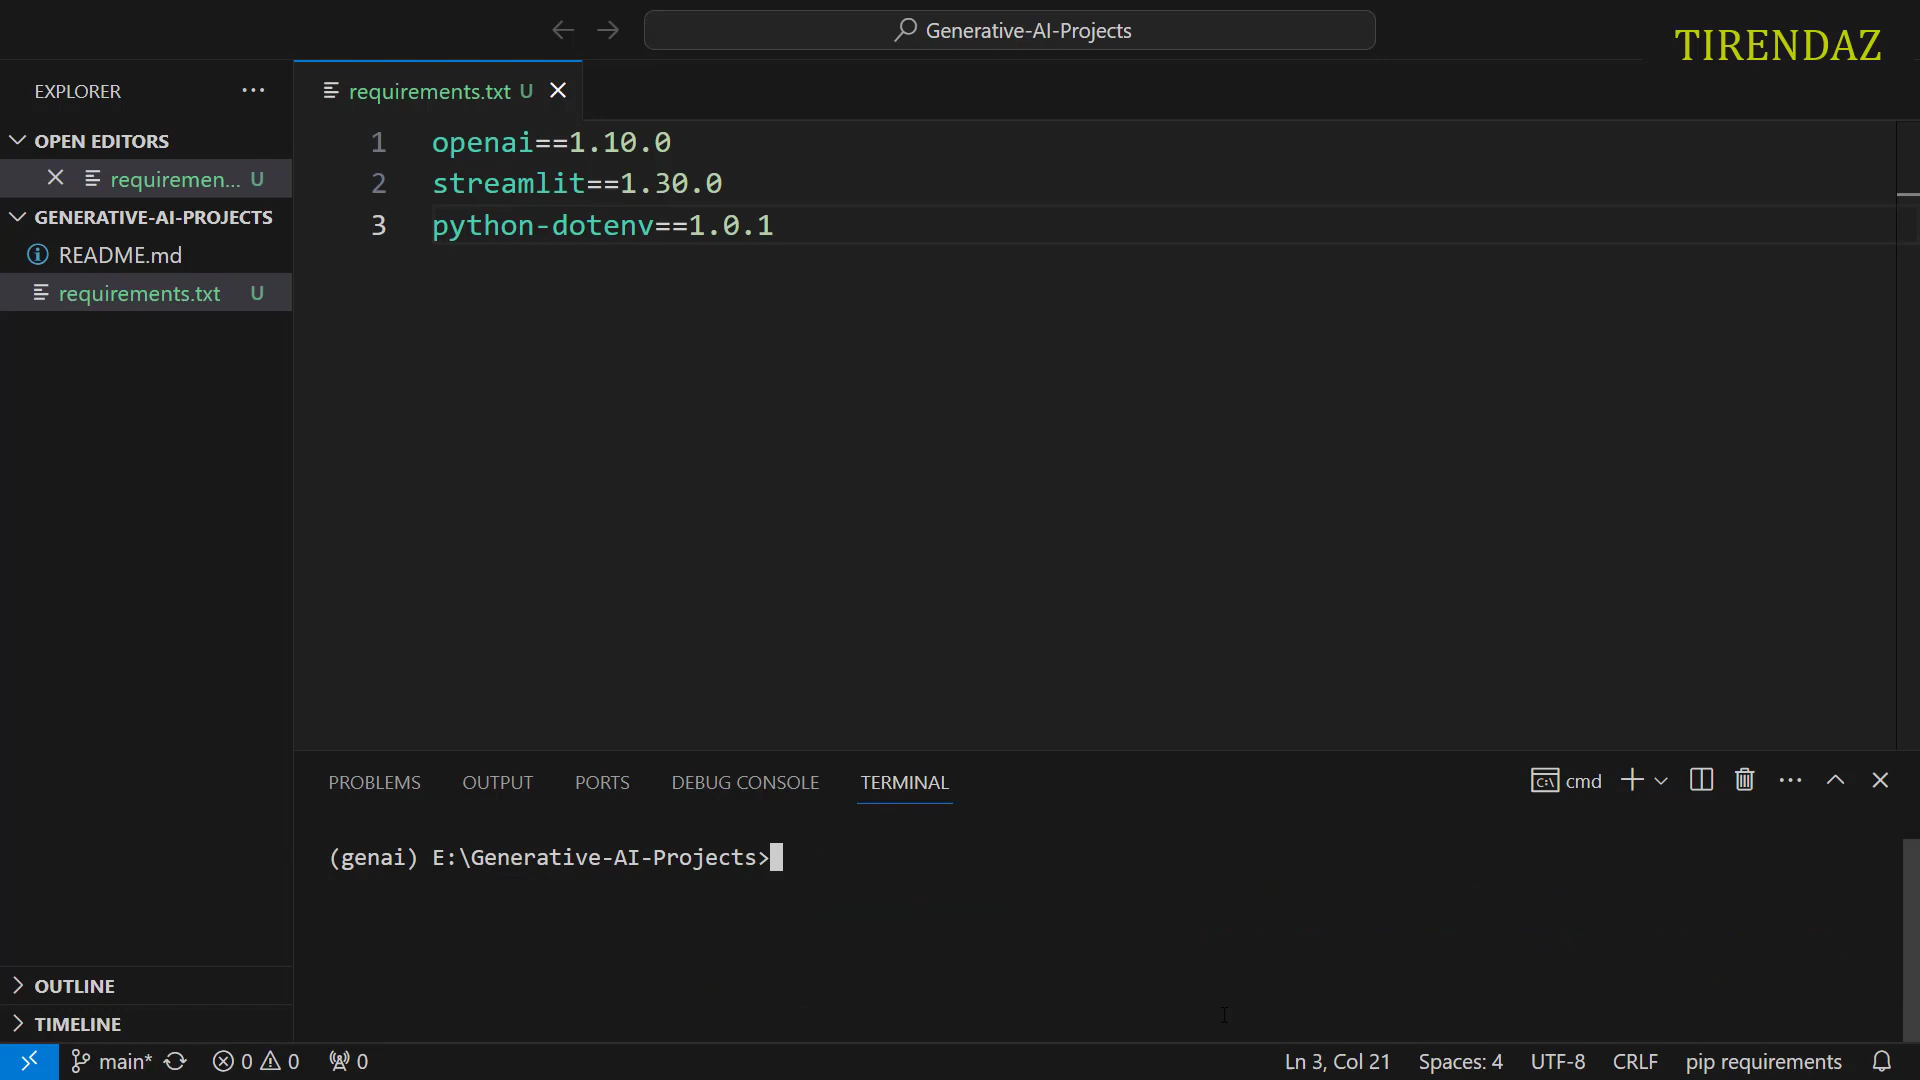 Generative-AI-Projects
TIRENDAZ
EXPLORER
requirements.txt U
OPEN EDITORS
requiremen... U
GENERATIVE-AI-PROJECTS
README.md
requirements.txt U
1 openai==1.10.0
2 streamlit==1.30.0
3 python-dotenv==1.0.1
PROBLEMS OUTPUT PORTS DEBUG CONSOLE TERMINAL
cmd
(genai) E:\Generative-AI-Projects>
OUTLINE
TIMELINE
main* 0 0 0 Ln 3, Col 21 Spaces: 4 UTF-8 CRLF pip requirements